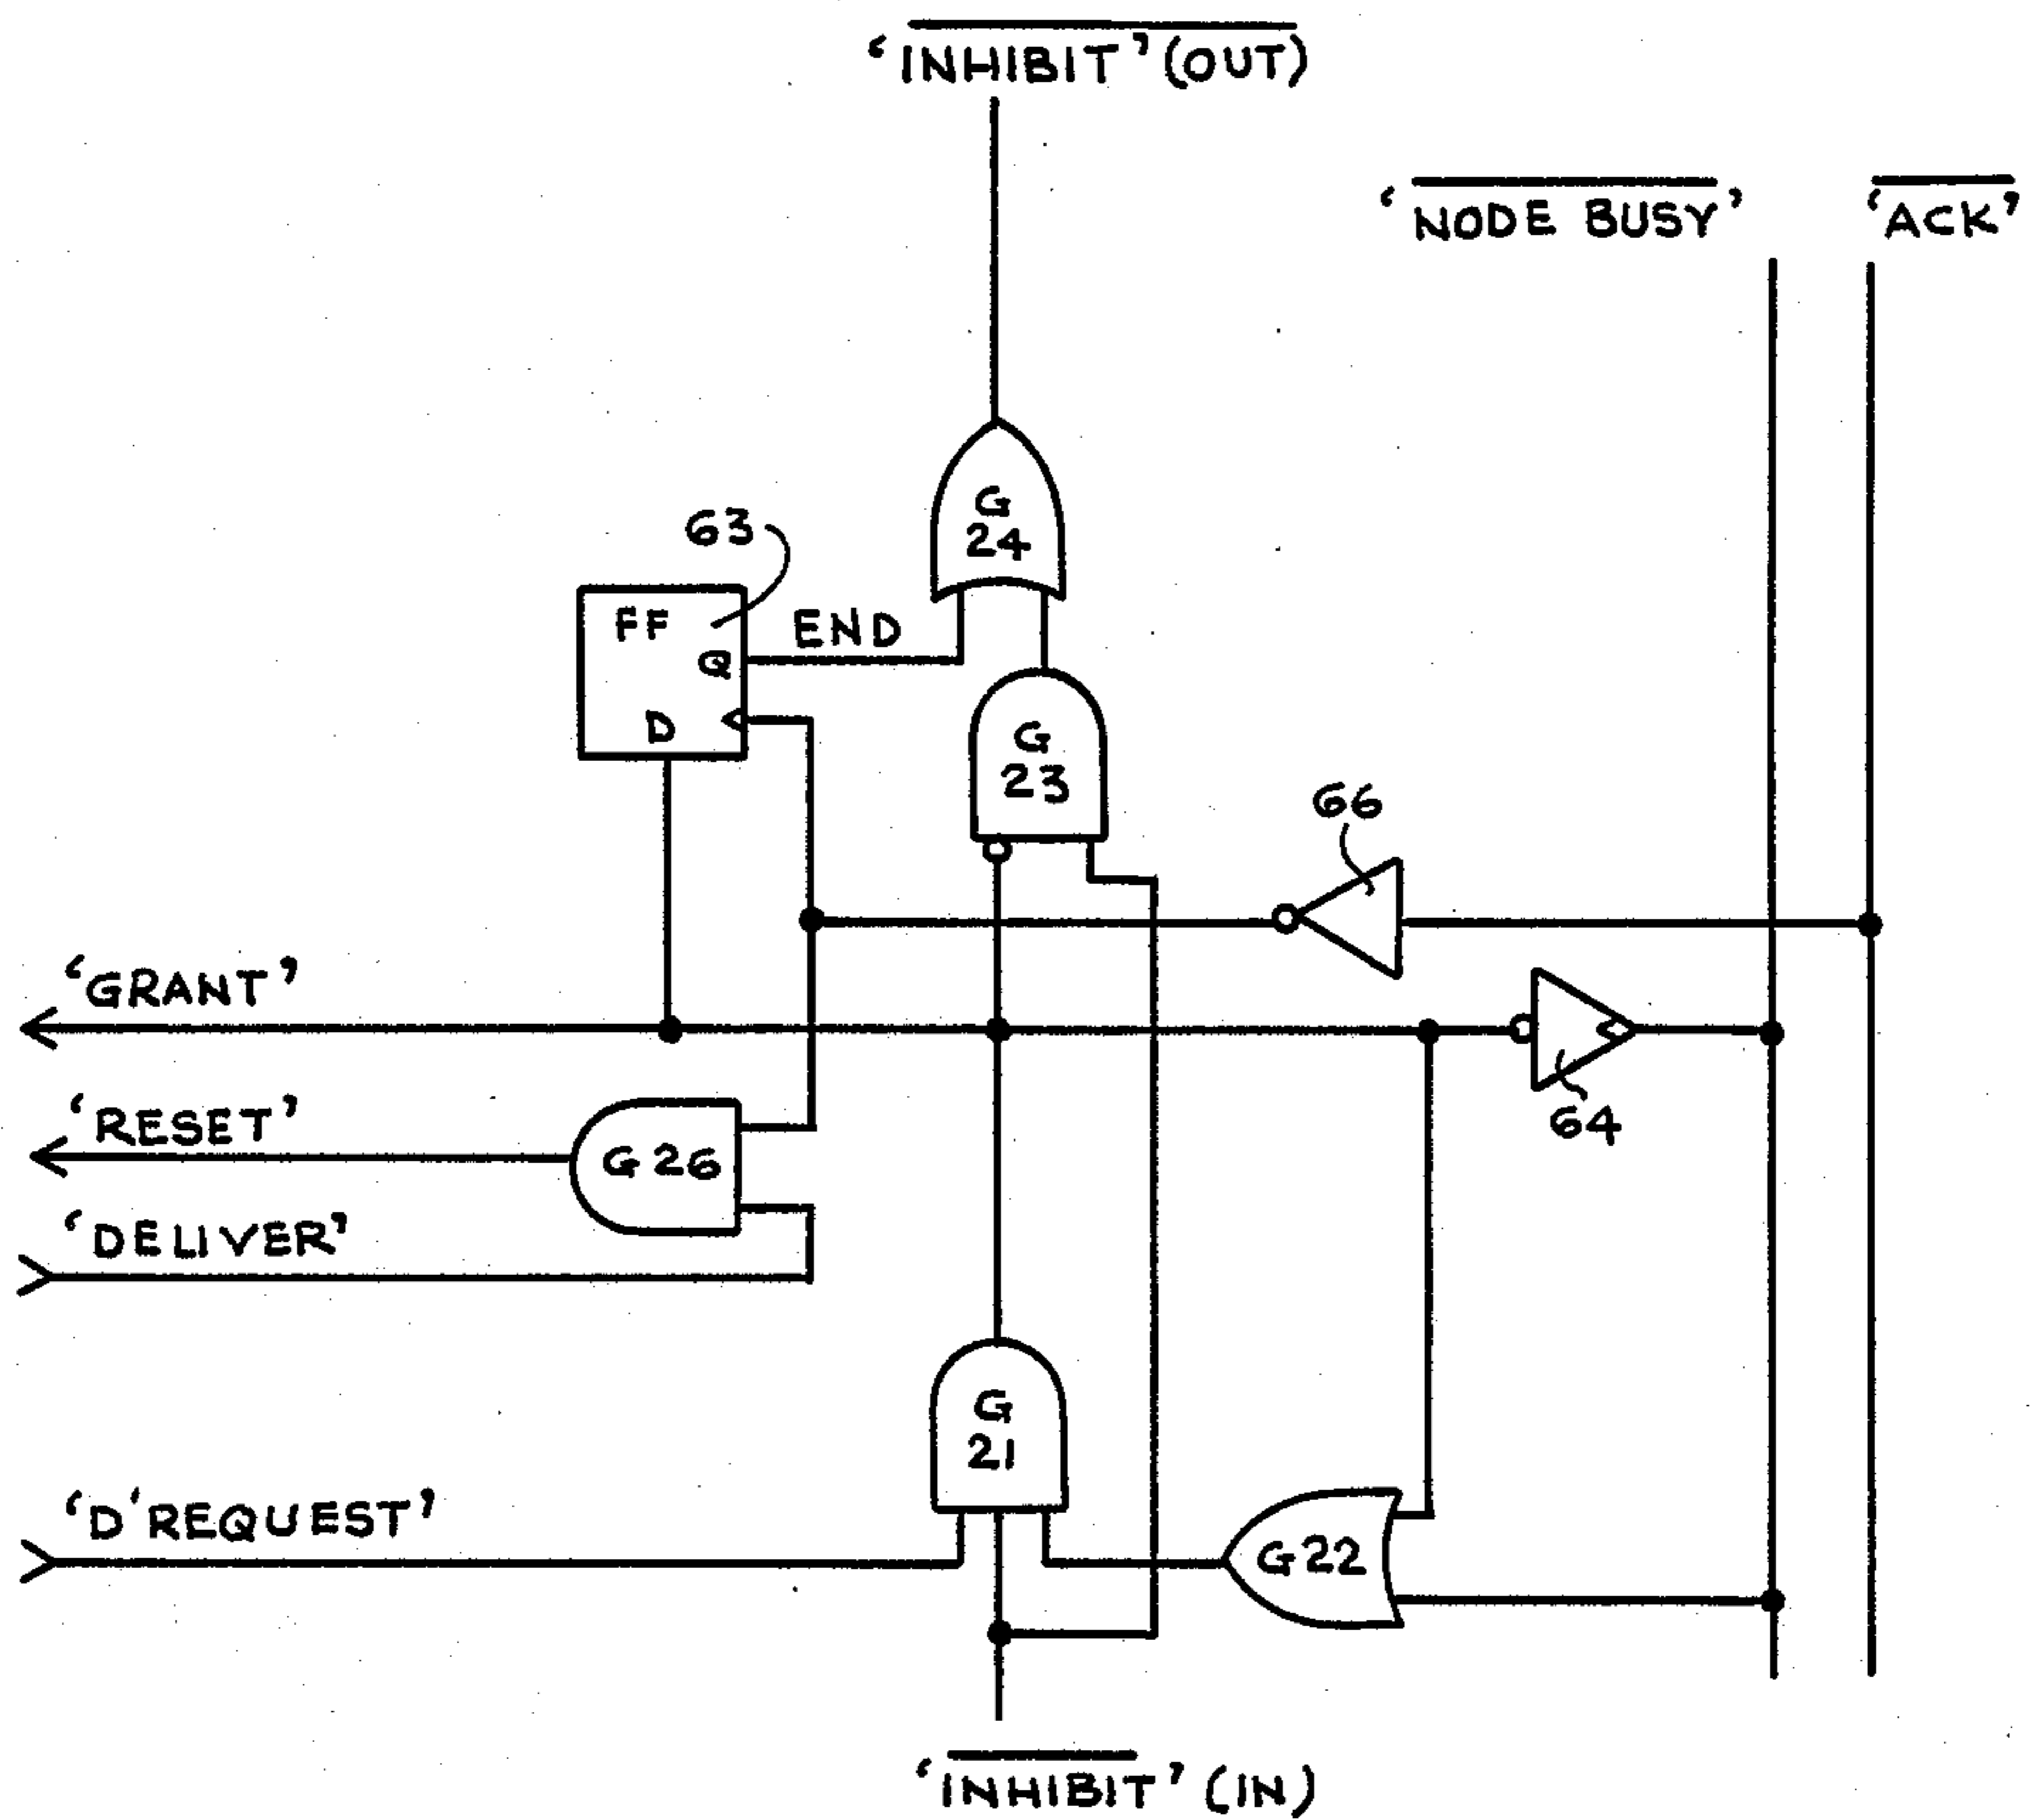 ‘INHIBIT’(OUT)
‘NODE BUSY’
‘ACK’
G
24
63
FF
Q
END
D
G
23
66
‘GRANT’
64
‘RESET’
G26
‘DELIVER’
G
21
‘D'REQUEST’
G22
‘INHIBIT’(IN)